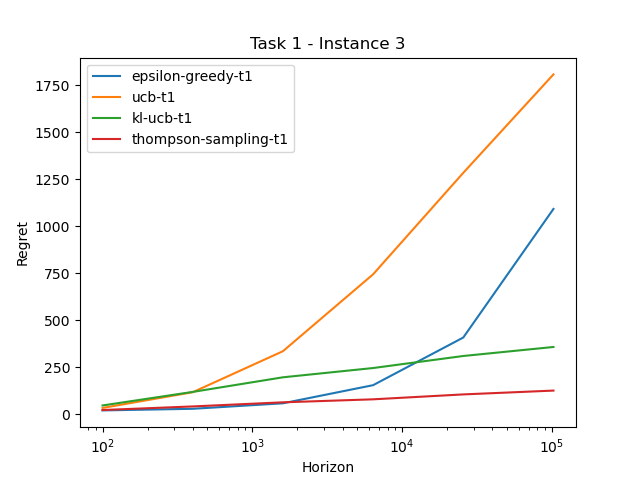 Task 1 - Instance 3
epsilon-greedy-t1
ucb-t1
kl-ucb-t1
thompson-sampling-t1
Regret
1750
1500
1250
1000
750
500
250
0
10² 10³ 10⁴ 10⁵
Horizon